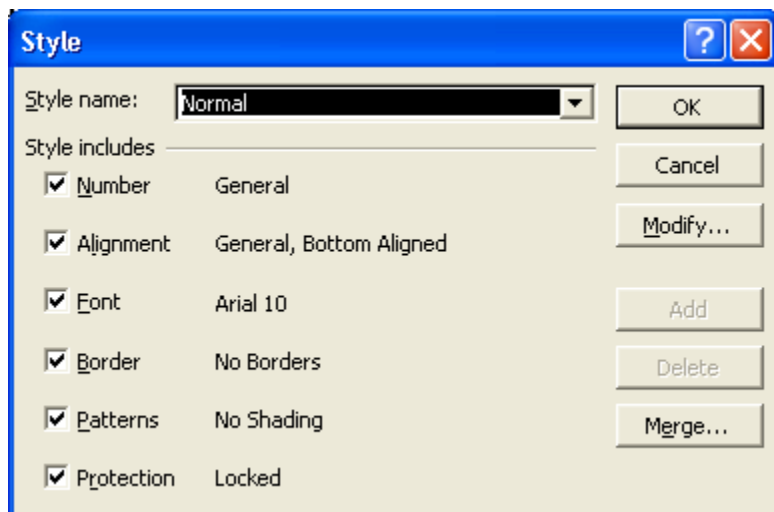 Style
Style name: Normal OK
Style includes Cancel
Number General
Modify...
Alignment General, Bottom Aligned
Font Arial 10 Add
Border No Borders Delete
Patterns No Shading Merge...
Protection Locked